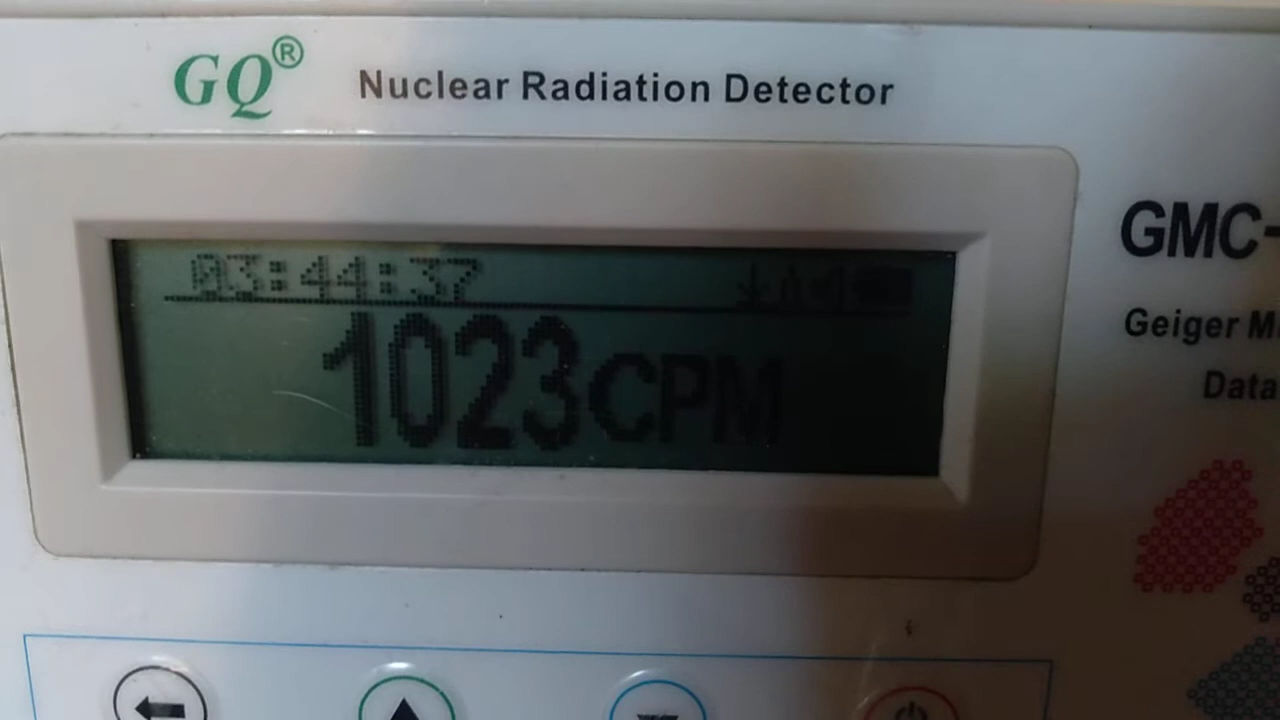 GQ® Nuclear Radiation Detector
03:44:37
1023CPM
GMC-
Geiger M
Data